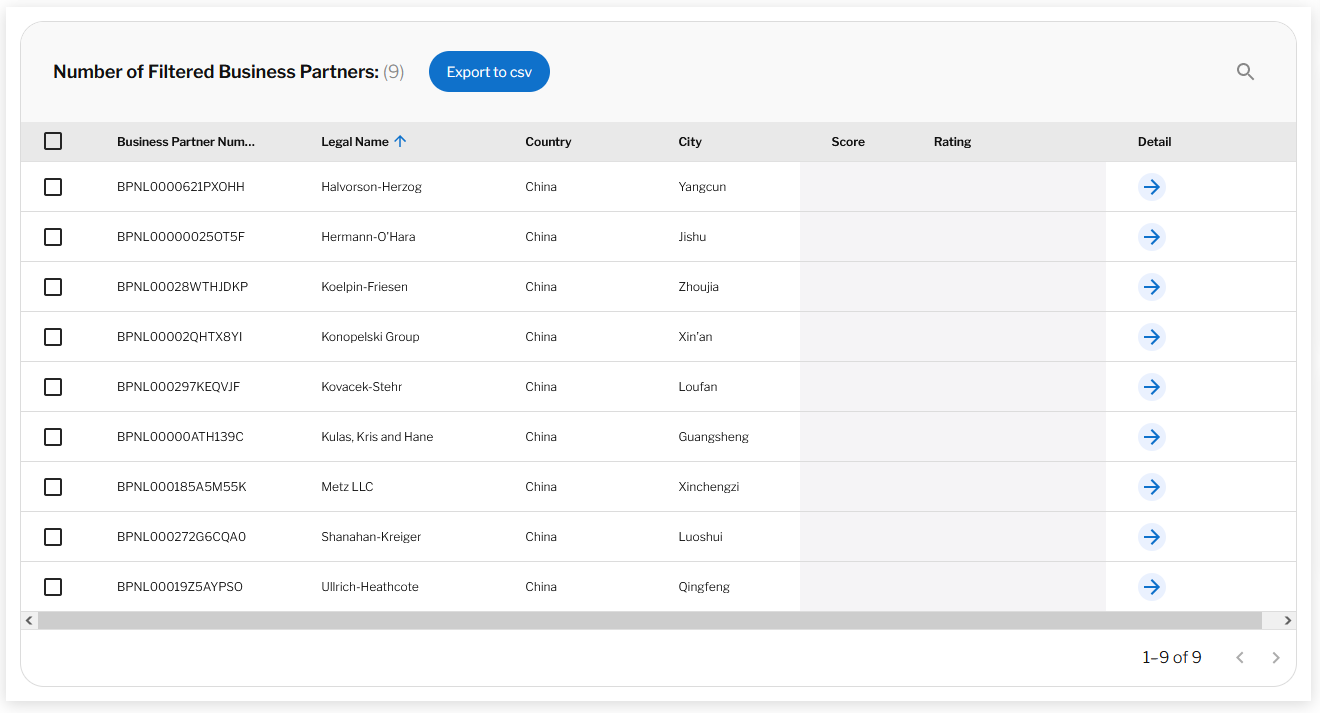 Number of Filtered Business Partners: (9) Export to csv
Business Partner Num... Legal Name Country City Score Rating Detail
BPNL0000621PXOHH Halvorson-Herzog China Yangcun
BPNL00000025OT5F Hermann-O'Hara China Jishu
BPNL00028WTHJDKP Koelpin-Friesen China Zhoujia
BPNL00002QHTX8YI Konopelski Group China Xin'an
BPNL000297KEQVJF Kovacek-Stehr China Loufan
BPNL00000ATH139C Kulas, Kris and Hane China Guangsheng
BPNL000185A5M55K Metz LLC China Xinchengzi
BPNL000272G6CQA0 Shanahan-Kreiger China Luoshui
BPNL00019Z5AYPSO Ullrich-Heathcote China Qingfeng
1–9 of 9